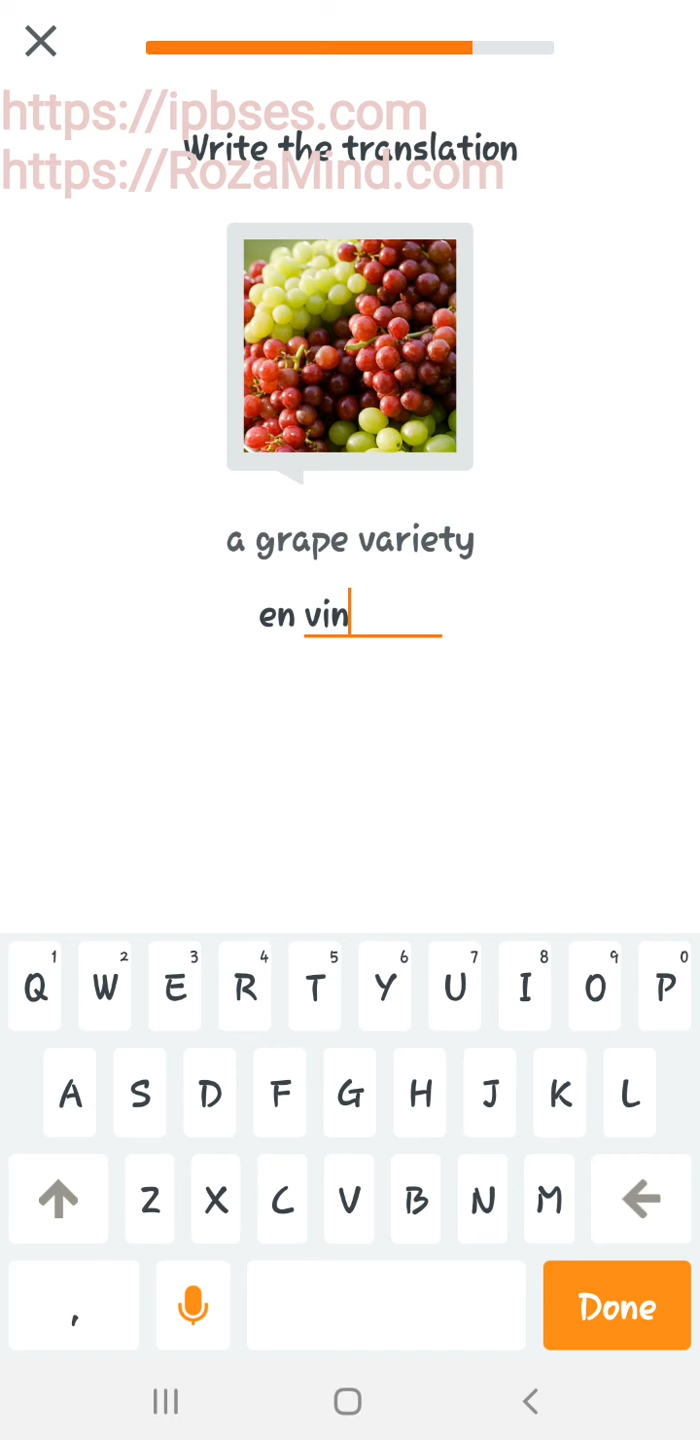 https://ipbses.com
Write the translation
https://RozaMind.com
a grape variety
en vin
1 2 3 4 5 6 7 8 9 0
Q W E R T Y U I O P
A S D F G H J K L
Z X C V B N M
, Done